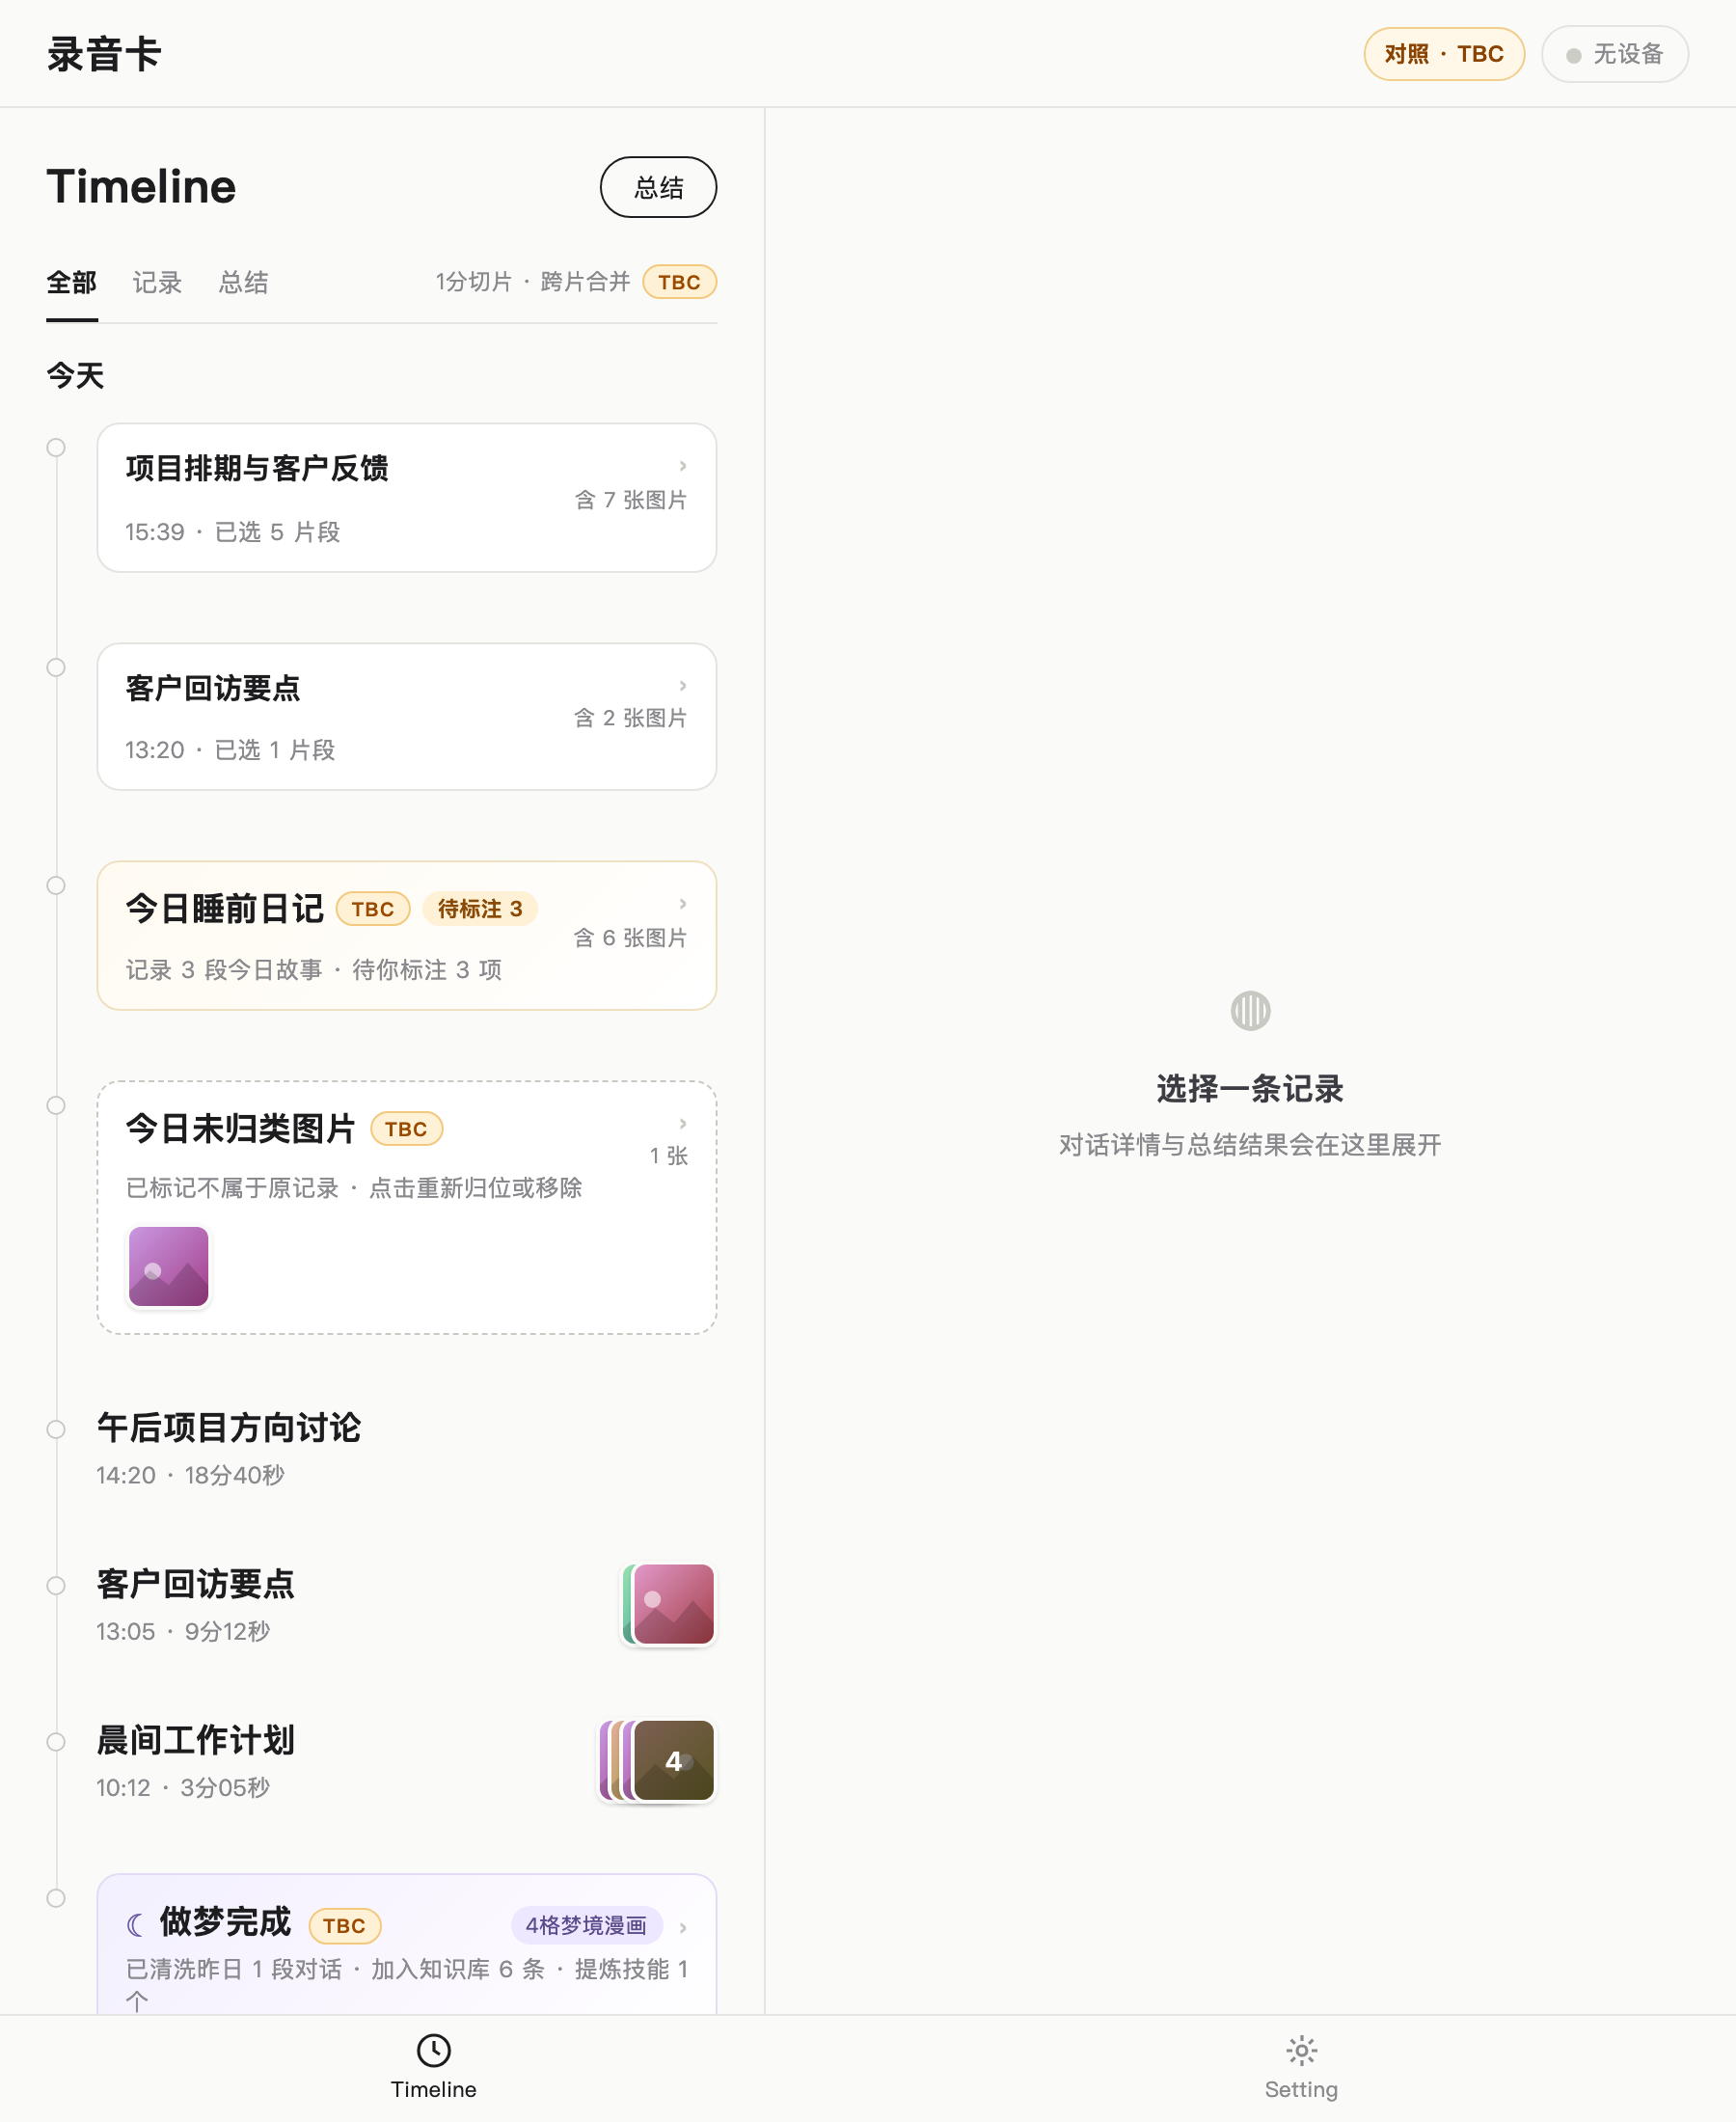 录音卡
对照 · TBC
无设备
Timeline
总结
全部 记录 总结 1分切片 · 跨片合并 TBC
今天
项目排期与客户反馈 ›
含 7 张图片
15:39 · 已选 5 片段
客户回访要点 ›
含 2 张图片
13:20 · 已选 1 片段
今日睡前日记 TBC 待标注 3 ›
含 6 张图片
记录 3 段今日故事 · 待你标注 3 项
今日未归类图片 TBC ›
1 张
已标记不属于原记录 · 点击重新归位或移除
午后项目方向讨论
14:20 · 18分40秒
客户回访要点
13:05 · 9分12秒
晨间工作计划
10:12 · 3分05秒
4
做梦完成 TBC 4格梦境漫画 ›
已清洗昨日 1 段对话 · 加入知识库 6 条 · 提炼技能 1
个
选择一条记录
对话详情与总结结果会在这里展开
Timeline
Setting